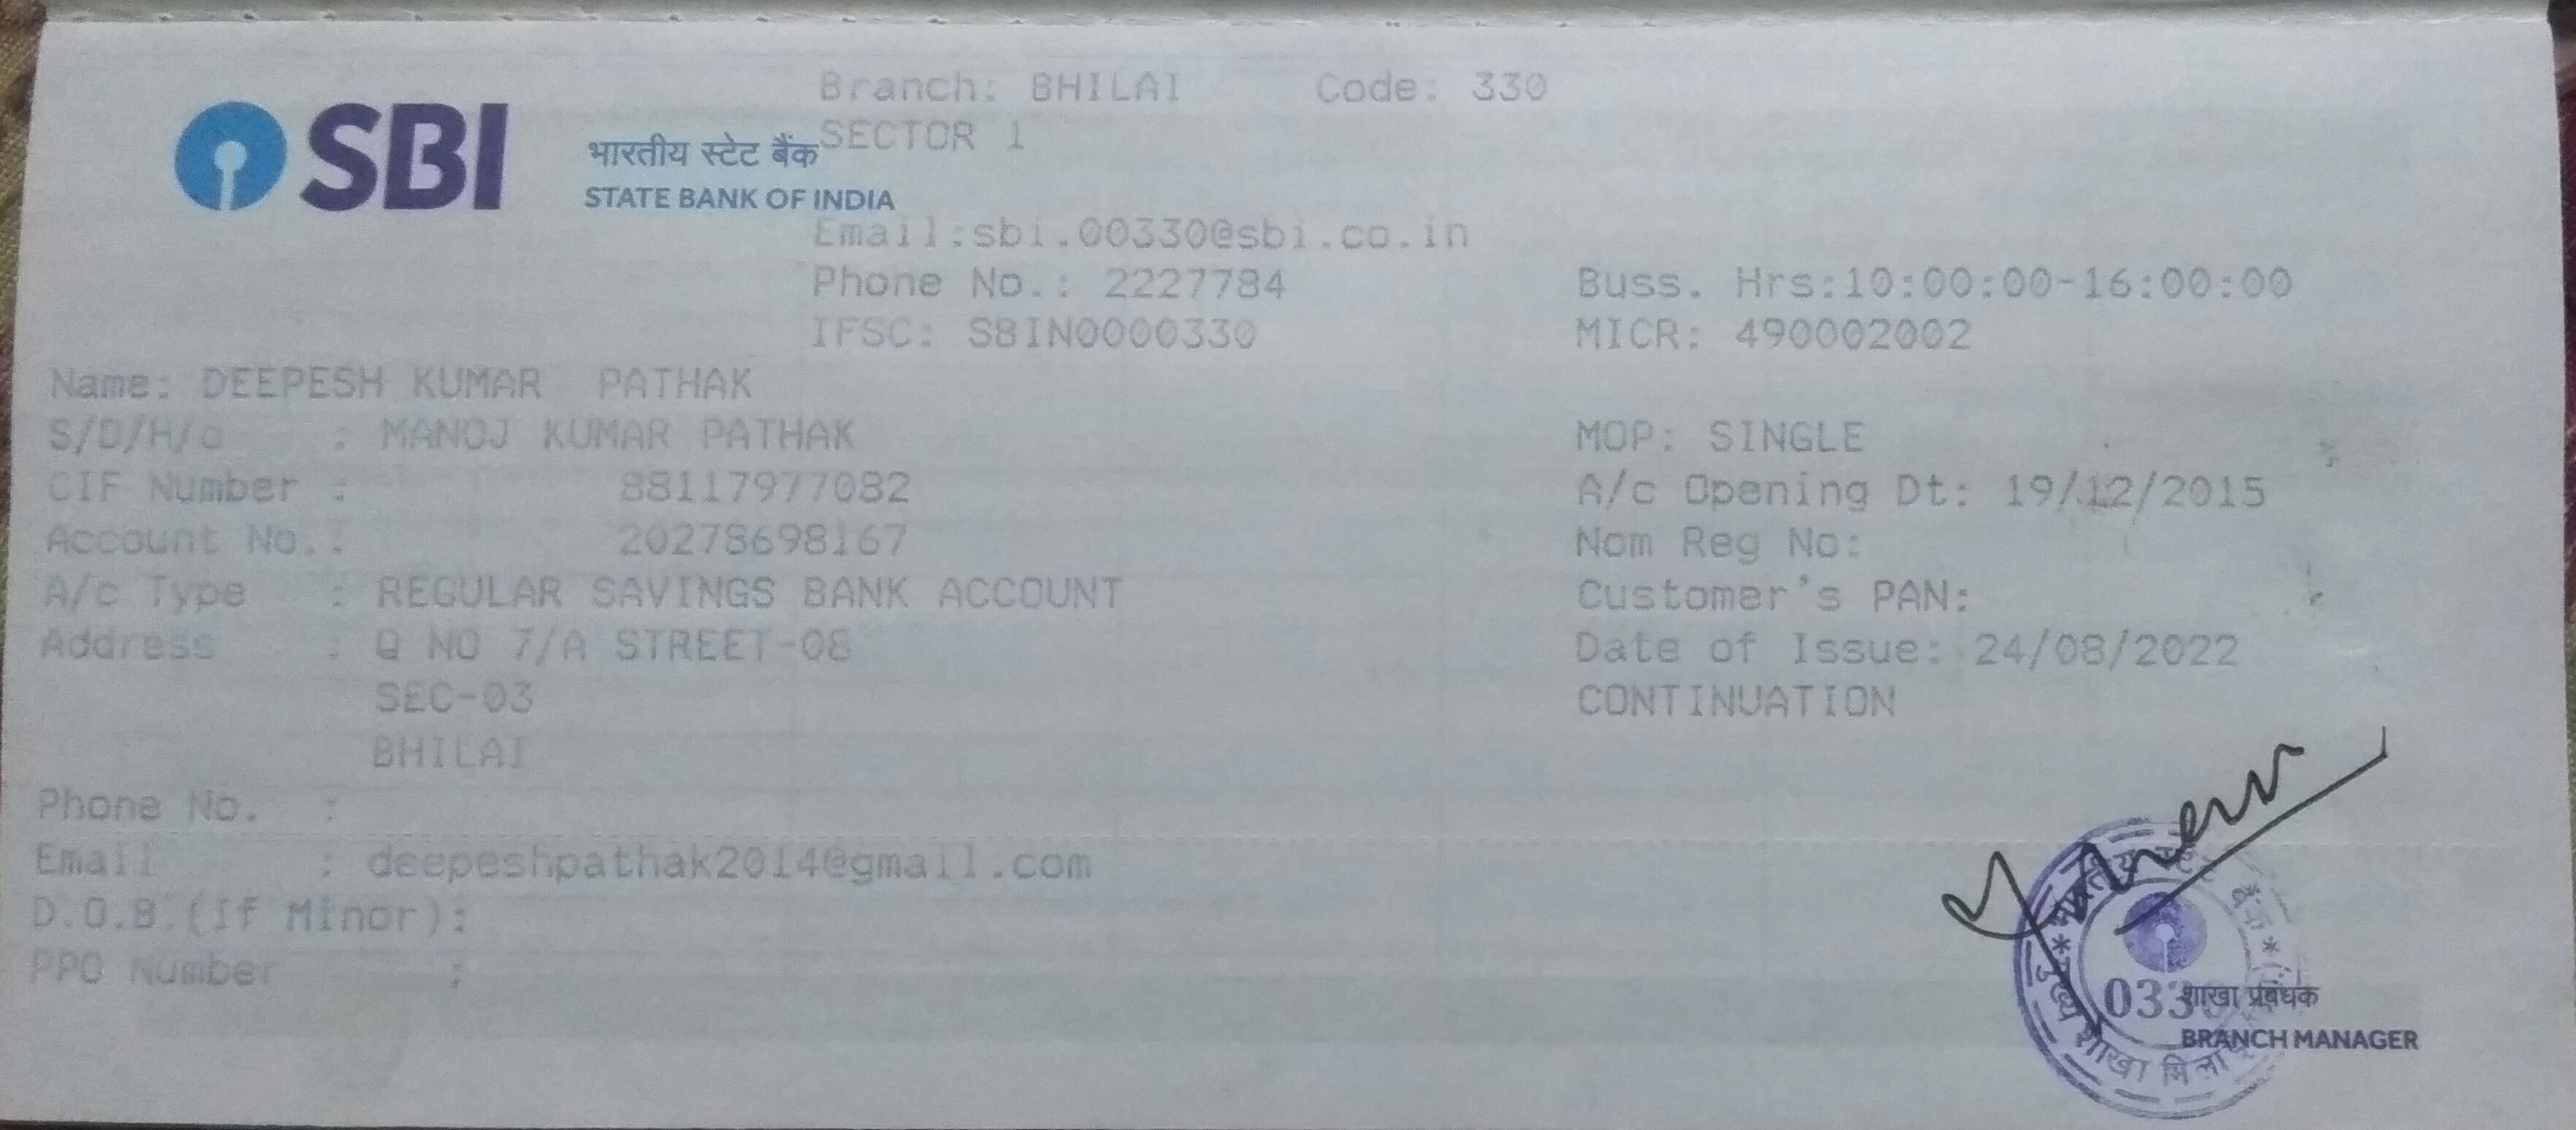 Branch: BHILAI Code: 330
SBI
भारतीय स्टेट बैंक SECTOR 1
STATE BANK OF INDIA
Email:sbi.00330@sbi.co.in
Phone No.: 2227784 Buss. Hrs:10:00:00-16:00:00
IFSC: SBIN0000330 MICR: 490002002
Name: DEEPESH KUMAR PATHAK
S/D/H/o : MANOJ KUMAR PATHAK MOP: SINGLE
CIF Number : 88117977082 A/c Opening Dt: 19/12/2015
Account No.: 20278698167 Nom Reg No:
A/c Type : REGULAR SAVINGS BANK ACCOUNT Customer's PAN:
Address : Q NO 7/A STREET-08 Date of Issue: 24/08/2022
SEC-03 CONTINUATION
BHILAI
Phone No. :
Email : deepeshpathak2014@gmail.com
D.O.B.(If Minor):
PPO Number :
भारतीय स्टेट बैंक
033
शाखा प्रबंधक
BRANCH MANAGER
मुख्य शाखा